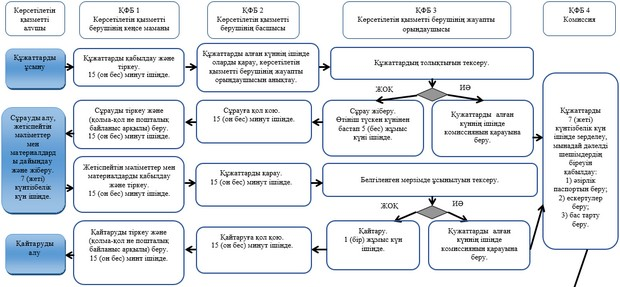 Көрсетілетін
қызметті
алушы
ҚФБ 1
Көрсетілетін қызметті
берушінің кеңсе маманы
ҚФБ 2
Көрсетілетін қызметті
берушінің басшысы
ҚФБ 3
Көрсетілетін қызметті берушінің жауапты
орындаушысы
ҚФБ 4
Комиссия
Құжаттарды
ұсыну
Құжаттарды қабылдау және
тіркеу.
15 (он бес) минут ішінде.
Құжаттарды алған күннің ішінде
оларды қарау, көрсетілетін
қызметті берушінің жауапты
орындаушысын анықтау.
Құжаттардың толықтығын тексеру.
ЖОҚ
ИӘ
Сұрауды алу,
жетіспейтін
мәліметтер
мен
материалдард
ы дайындау
және жіберу.
7 (жеті)
күнтізбелік
күн ішінде.
Сұрауды тіркеу және
(қолма-қол не пошталық
байланыс арқылы) беру.
15 (он бес) минут ішінде.
Сұрауға қол қою.
15 (он бес) минут ішінде.
Сұрау жіберу.
Өтініш түскен күнінен
бастап 5 (бес) жұмыс
күні ішінде.
Құжаттарды алған
күннің ішінде
комиссияның қарауына
беру.
Құжаттарды
7 (жеті)
күнтізбелік күн
ішінде зерделеу,
мынадай дәлелді
шешімдердің
біреуін
қабылдау:
1) әзірлік
паспортын беру;
2) ескертулер
беру;
3) бас тарту
беру.
Жетіспейтін мәліметтер мен
материалдарды қабылдау
және тіркеу.
15 (он бес) минут ішінде.
Құжаттарды қарау.
15 (он бес) минут ішінде.
Белгіленген мерзімде ұсынылуын тексеру.
ЖОҚ
ИӘ
Қайтаруды
алу
Қайтаруды тіркеу және
(қолма-қол не пошталық
байланыс арқылы) беру.
15 (он бес) минут ішінде.
Қайтаруға қол қою.
15 (он бес) минут ішінде.
Қайтару.
1 (бір) жұмыс күн
ішінде.
Құжаттарды алған
күннің ішінде
комиссияның қарауына
беру.